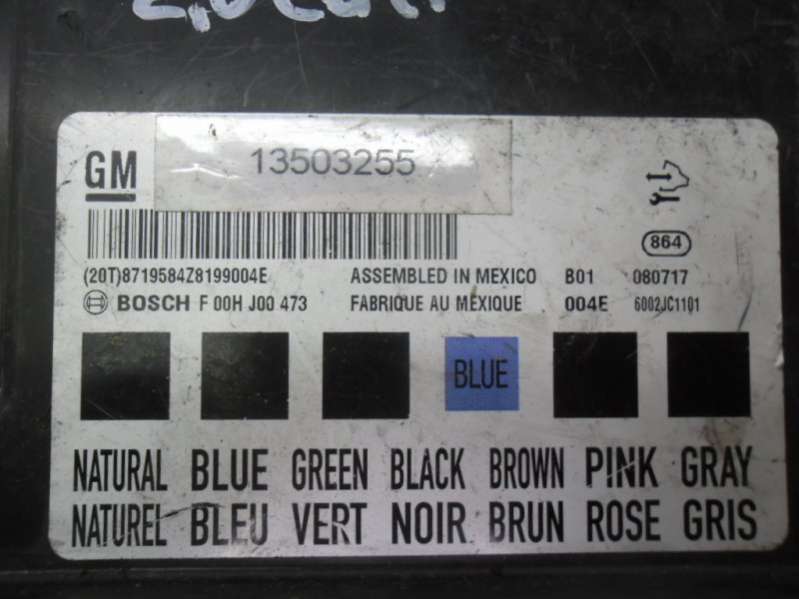 GM 13503255
864
(20T)8719584Z8199004E ASSEMBLED IN MEXICO B01 080717
BOSCH F 00H J00 473 FABRIQUE AU MEXIQUE 004E 6002JC1101
BLUE
NATURAL BLUE GREEN BLACK BROWN PINK GRAY
NATUREL BLEU VERT NOIR BRUN ROSE GRIS